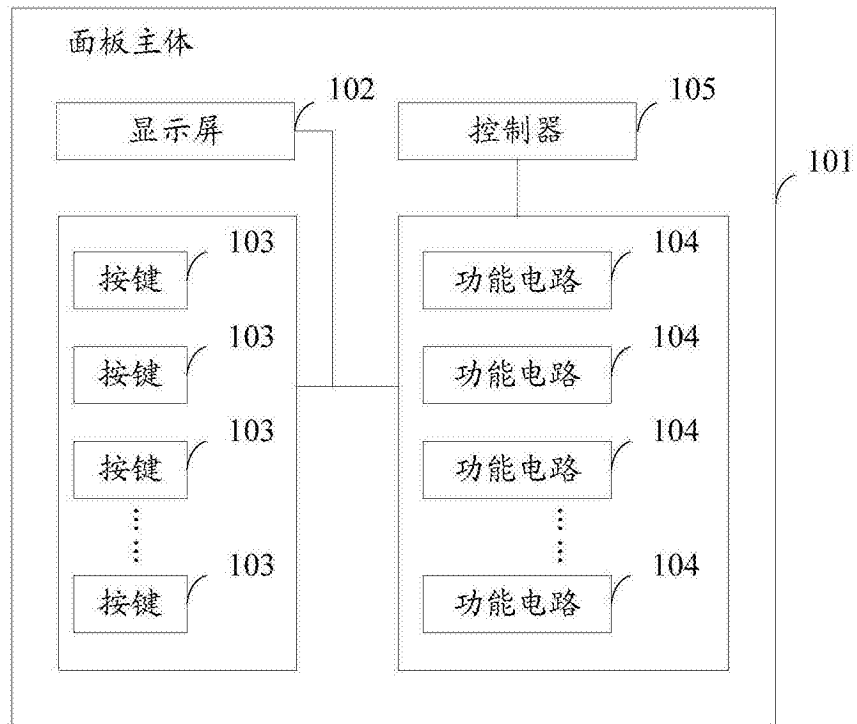 面板主体
102
105
显示屏
控制器
101
103
104
按键
功能电路
103
104
按键
功能电路
103
104
按键
功能电路
……
……
103
104
按键
功能电路